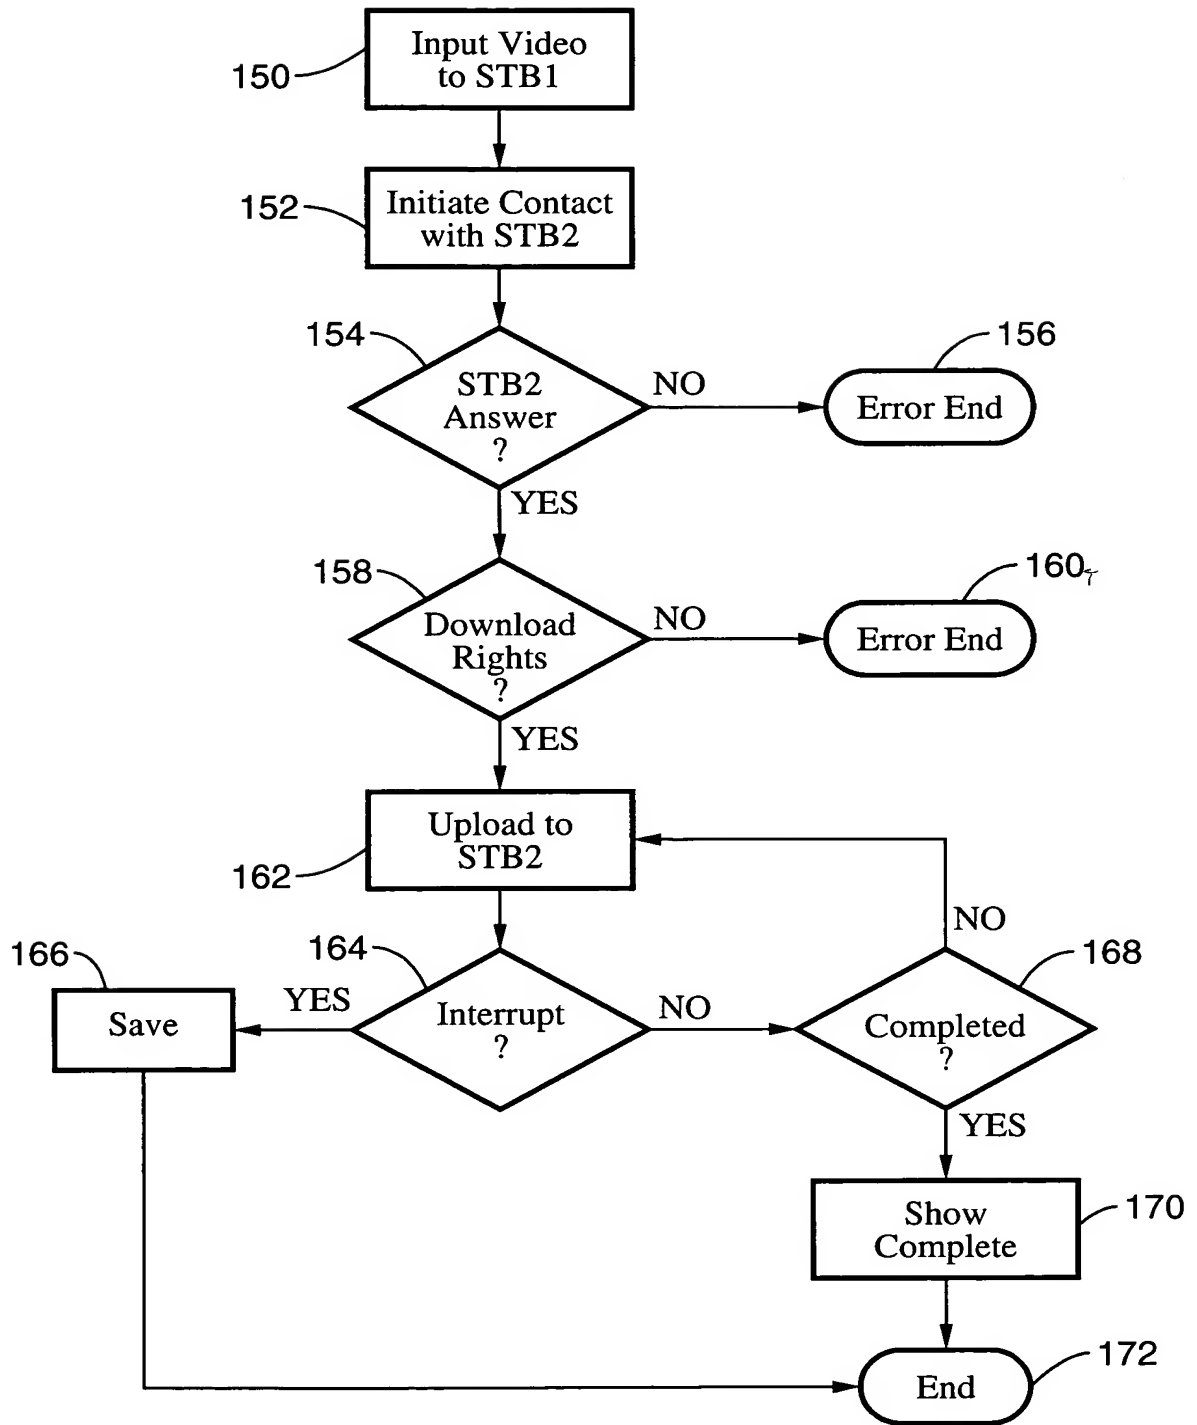 Input Video
to STB1
150
Initiate Contact
with STB2
152
154
STB2
Answer
?
NO
156
Error End
YES
158
Download
Rights
?
NO
160
Error End
YES
Upload to
STB2
162
NO
166
Save
YES
164
Interrupt
?
NO
168
Completed
?
YES
Show
Complete
170
172
End